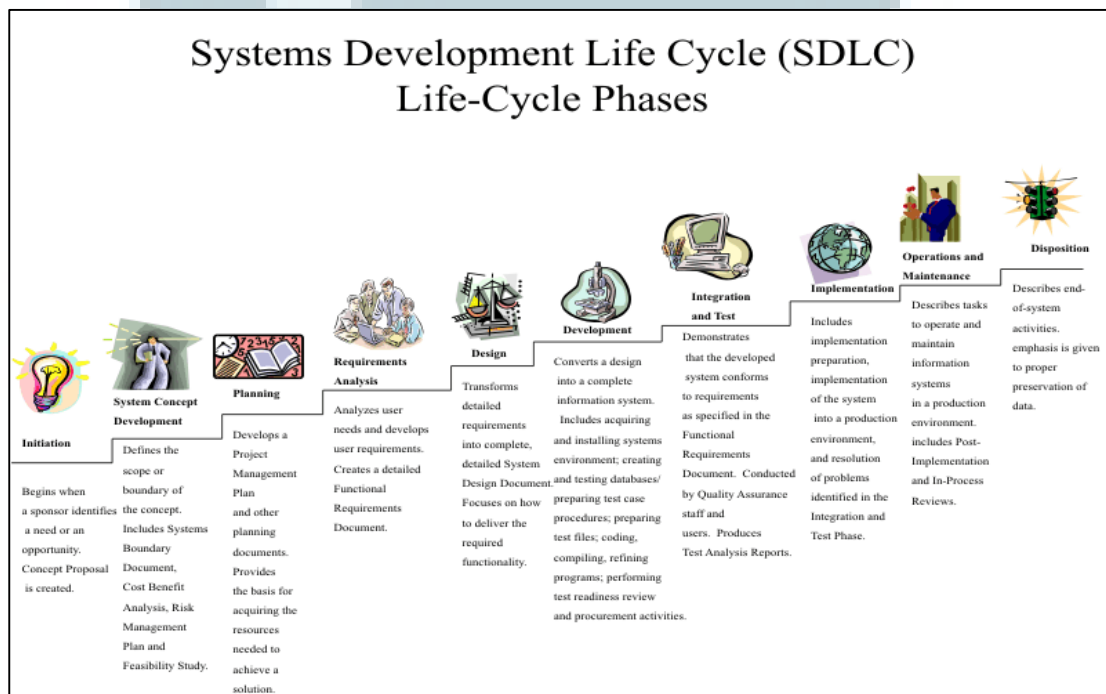 Systems Development Life Cycle (SDLC)
Life-Cycle Phases
Initiation
Begins when
a sponsor identifies
a need or an
opportunity.
Concept Proposal
is created.
System Concept
Development
Defines the
scope or
boundary of
the concept.
Includes Systems
Boundary
Document,
Cost Benefit
Analysis, Risk
Management
Plan and
Feasibility Study.
Planning
Develops a
Project
Management
Plan
and other
planning
documents.
Provides
the basis for
acquiring the
resources
needed to
achieve a
solution.
Requirements
Analysis
Analyzes user
needs and develops
user requirements.
Creates a detailed
Functional
Requirements
Document.
Design
Transforms
detailed
requirements
into complete,
detailed System
Design Document.
Focuses on how
to deliver the
required
functionality.
Development
Converts a design
into a complete
information system.
Includes acquiring
and installing systems
environment; creating
and testing databases/
preparing test case
procedures; preparing
test files; coding,
compiling, refining
programs; performing
test readiness review
and procurement activities.
Integration
and Test
Demonstrates
that the developed
system conforms
to requirements
as specified in the
Functional
Requirements
Document. Conducted
by Quality Assurance
staff and
users. Produces
Test Analysis Reports.
Implementation
Includes
implementation
preparation,
implementation
of the system
into a production
environment,
and resolution
of problems
identified in the
Integration and
Test Phase.
Operations and
Maintenance
Describes tasks
to operate and
maintain
information
systems
in a production
environment.
includes Post-
Implementation
and In-Process
Reviews.
Disposition
Describes end-
of-system
activities.
emphasis is given
to proper
preservation of
data.